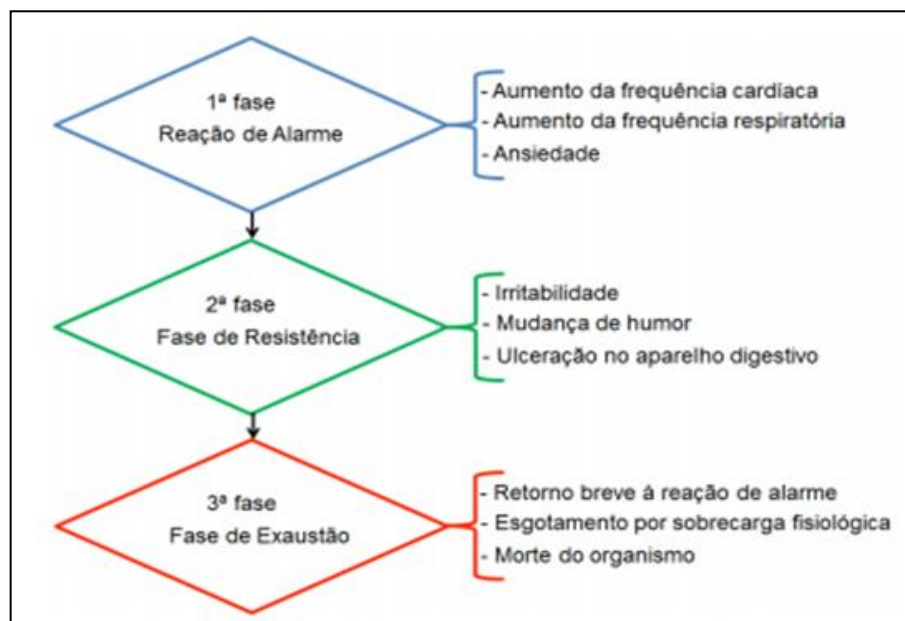 1ª fase
Reação de Alarme
- Aumento da frequência cardíaca
- Aumento da frequência respiratória
- Ansiedade
2ª fase
Fase de Resistência
- Irritabilidade
- Mudança de humor
- Ulceração no aparelho digestivo
3ª fase
Fase de Exaustão
- Retorno breve á reação de alarme
- Esgotamento por sobrecarga fisiológica
- Morte do organismo